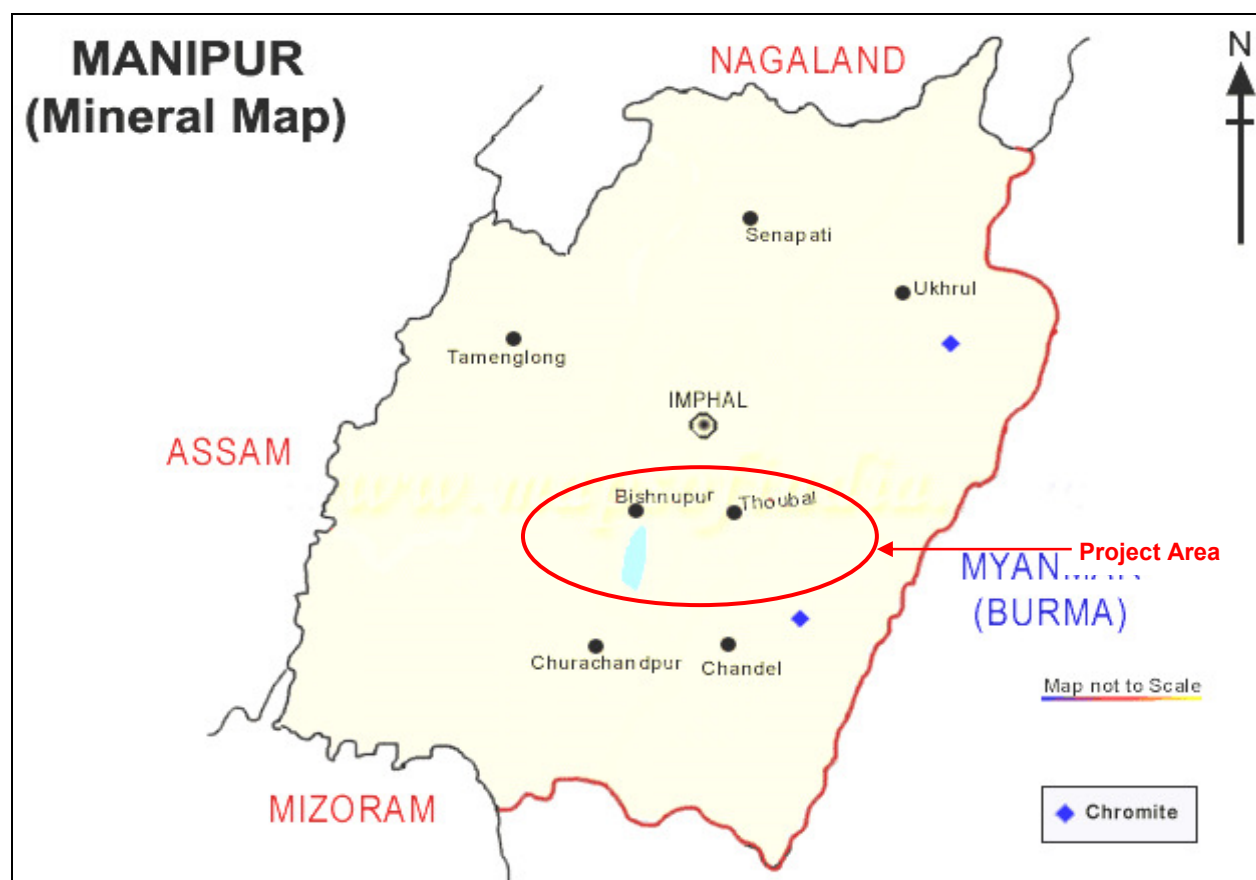 MANIPUR
(Mineral Map)
NAGALAND
N
Senapati
Ukhrul
Tamenglong
IMPHAL
ASSAM
Bishnupur
Thoubal
Project Area
MYANMAR
(BURMA)
Churachandpur
Chandel
Map not to Scale
MIZORAM
Chromite